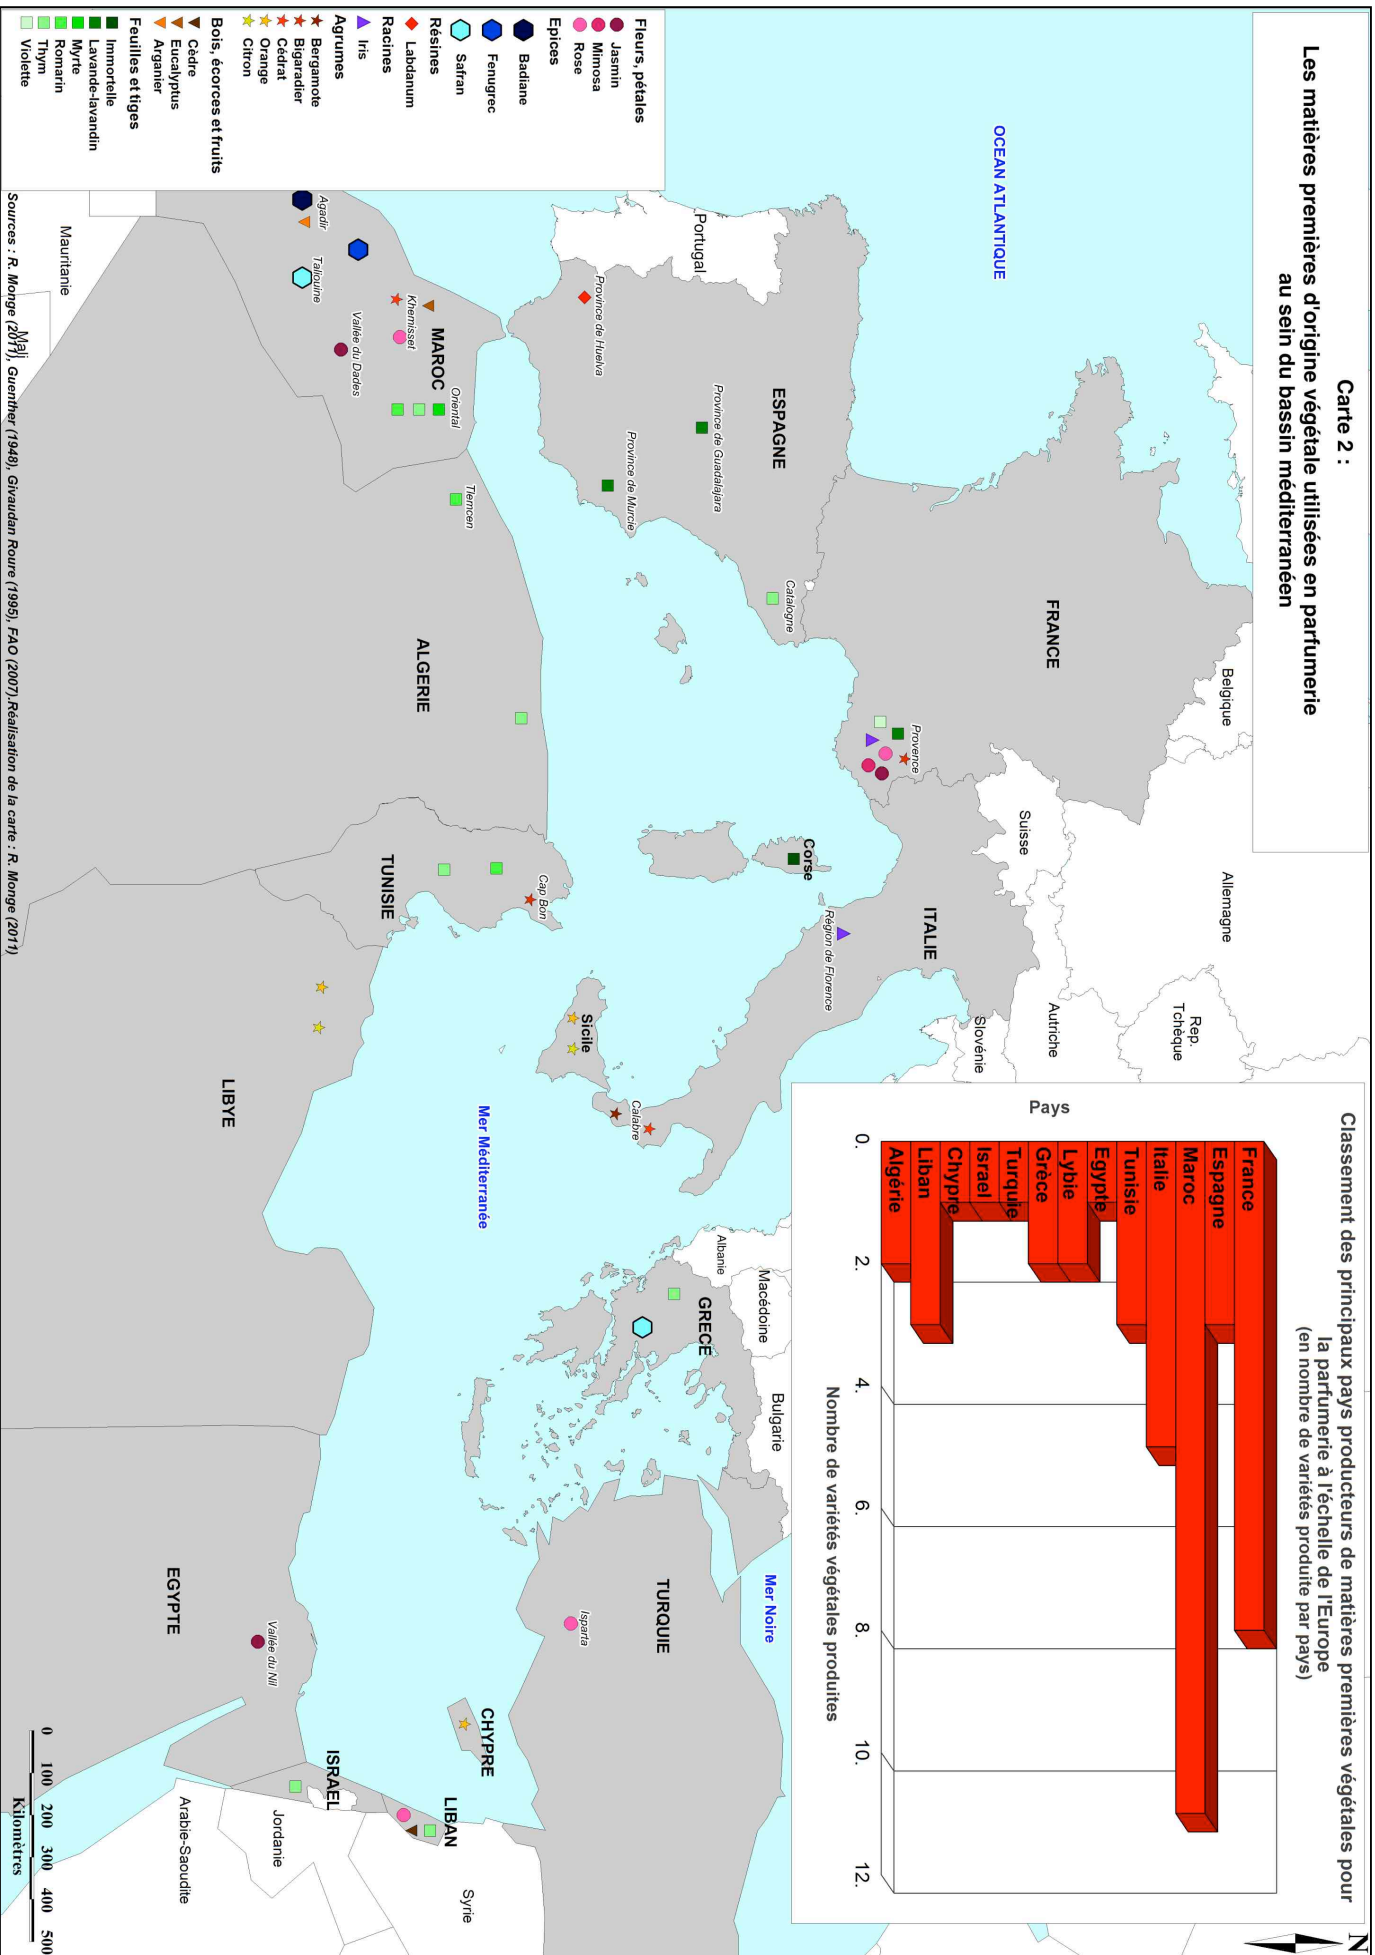 Carte 2 :
Les matières premières d'origine végétale utilisées en parfumerie
au sein du bassin méditerranéen
OCEAN ATLANTIQUE
Belgique
Allemagne
Rep.
Tchèque
Suisse
Autriche
Slovénie
FRANCE
Provence
ITALIE
Région de Florence
Corse
Sicile
Calabre
Portugal
ESPAGNE
Catalogne
Province de Guadalajara
Province de Murcie
Province de Huelva
Mer Méditerranée
Albanie
Macédoine
Bulgarie
GRECE
Mer Noire
TURQUIE
Isparta
CHYPRE
LIBAN
Syrie
ISRAEL
Jordanie
Arabie-Saoudite
EGYPTE
Vallée du Nil
LIBYE
TUNISIE
Cap Bon
ALGERIE
Tlemcen
MAROC
Oriental
Khemisset
Vallée du Dades
Taliouine
Agadir
Mauritanie
Mali
Classement des principaux pays producteurs de matières premières végétales pour
la parfumerie à l'échelle de l'Europe
(en nombre de variétés produite par pays)
Pays
France
Espagne
Maroc
Italie
Tunisie
Egypte
Lybie
Grèce
Turquie
Israel
Chypre
Liban
Algérie
0. 2. 4. 6. 8. 10. 12.
Nombre de variétés végétales produites
N
Fleurs, pétales
Jasmin
Mimosa
Rose
Epices
Badiane
Fenugrec
Safran
Résines
Labdanum
Racines
Iris
Agrumes
Bergamote
Bigaradier
Cédrat
Orange
Citron
Bois, écorces et fruits
Cèdre
Eucalyptus
Arganier
Feuilles et tiges
Immortelle
Lavande-lavandin
Myrte
Romarin
Thym
Violette
0 100 200 300 400 500
Kilomètres
Sources : R. Monge (2011), Guenther (1948), Givaudan Roure (1995), FAO (2007).Réalisation de la carte : R. Monge (2011)